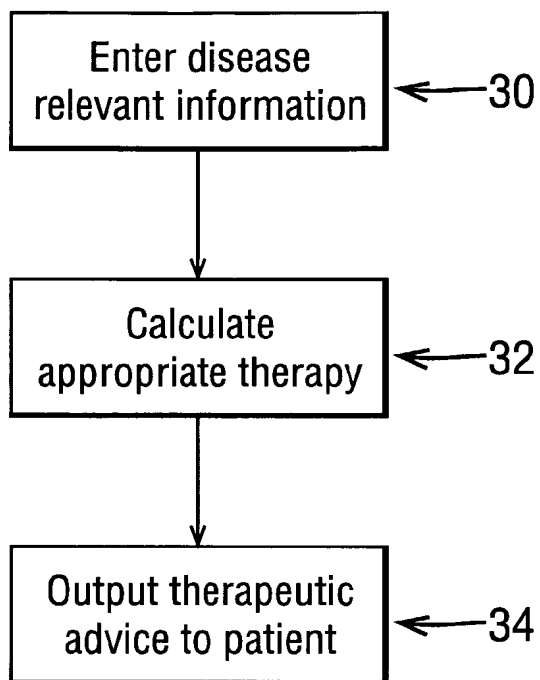 Enter disease
relevant information
30
Calculate
appropriate therapy
32
Output therapeutic
advice to patient
34